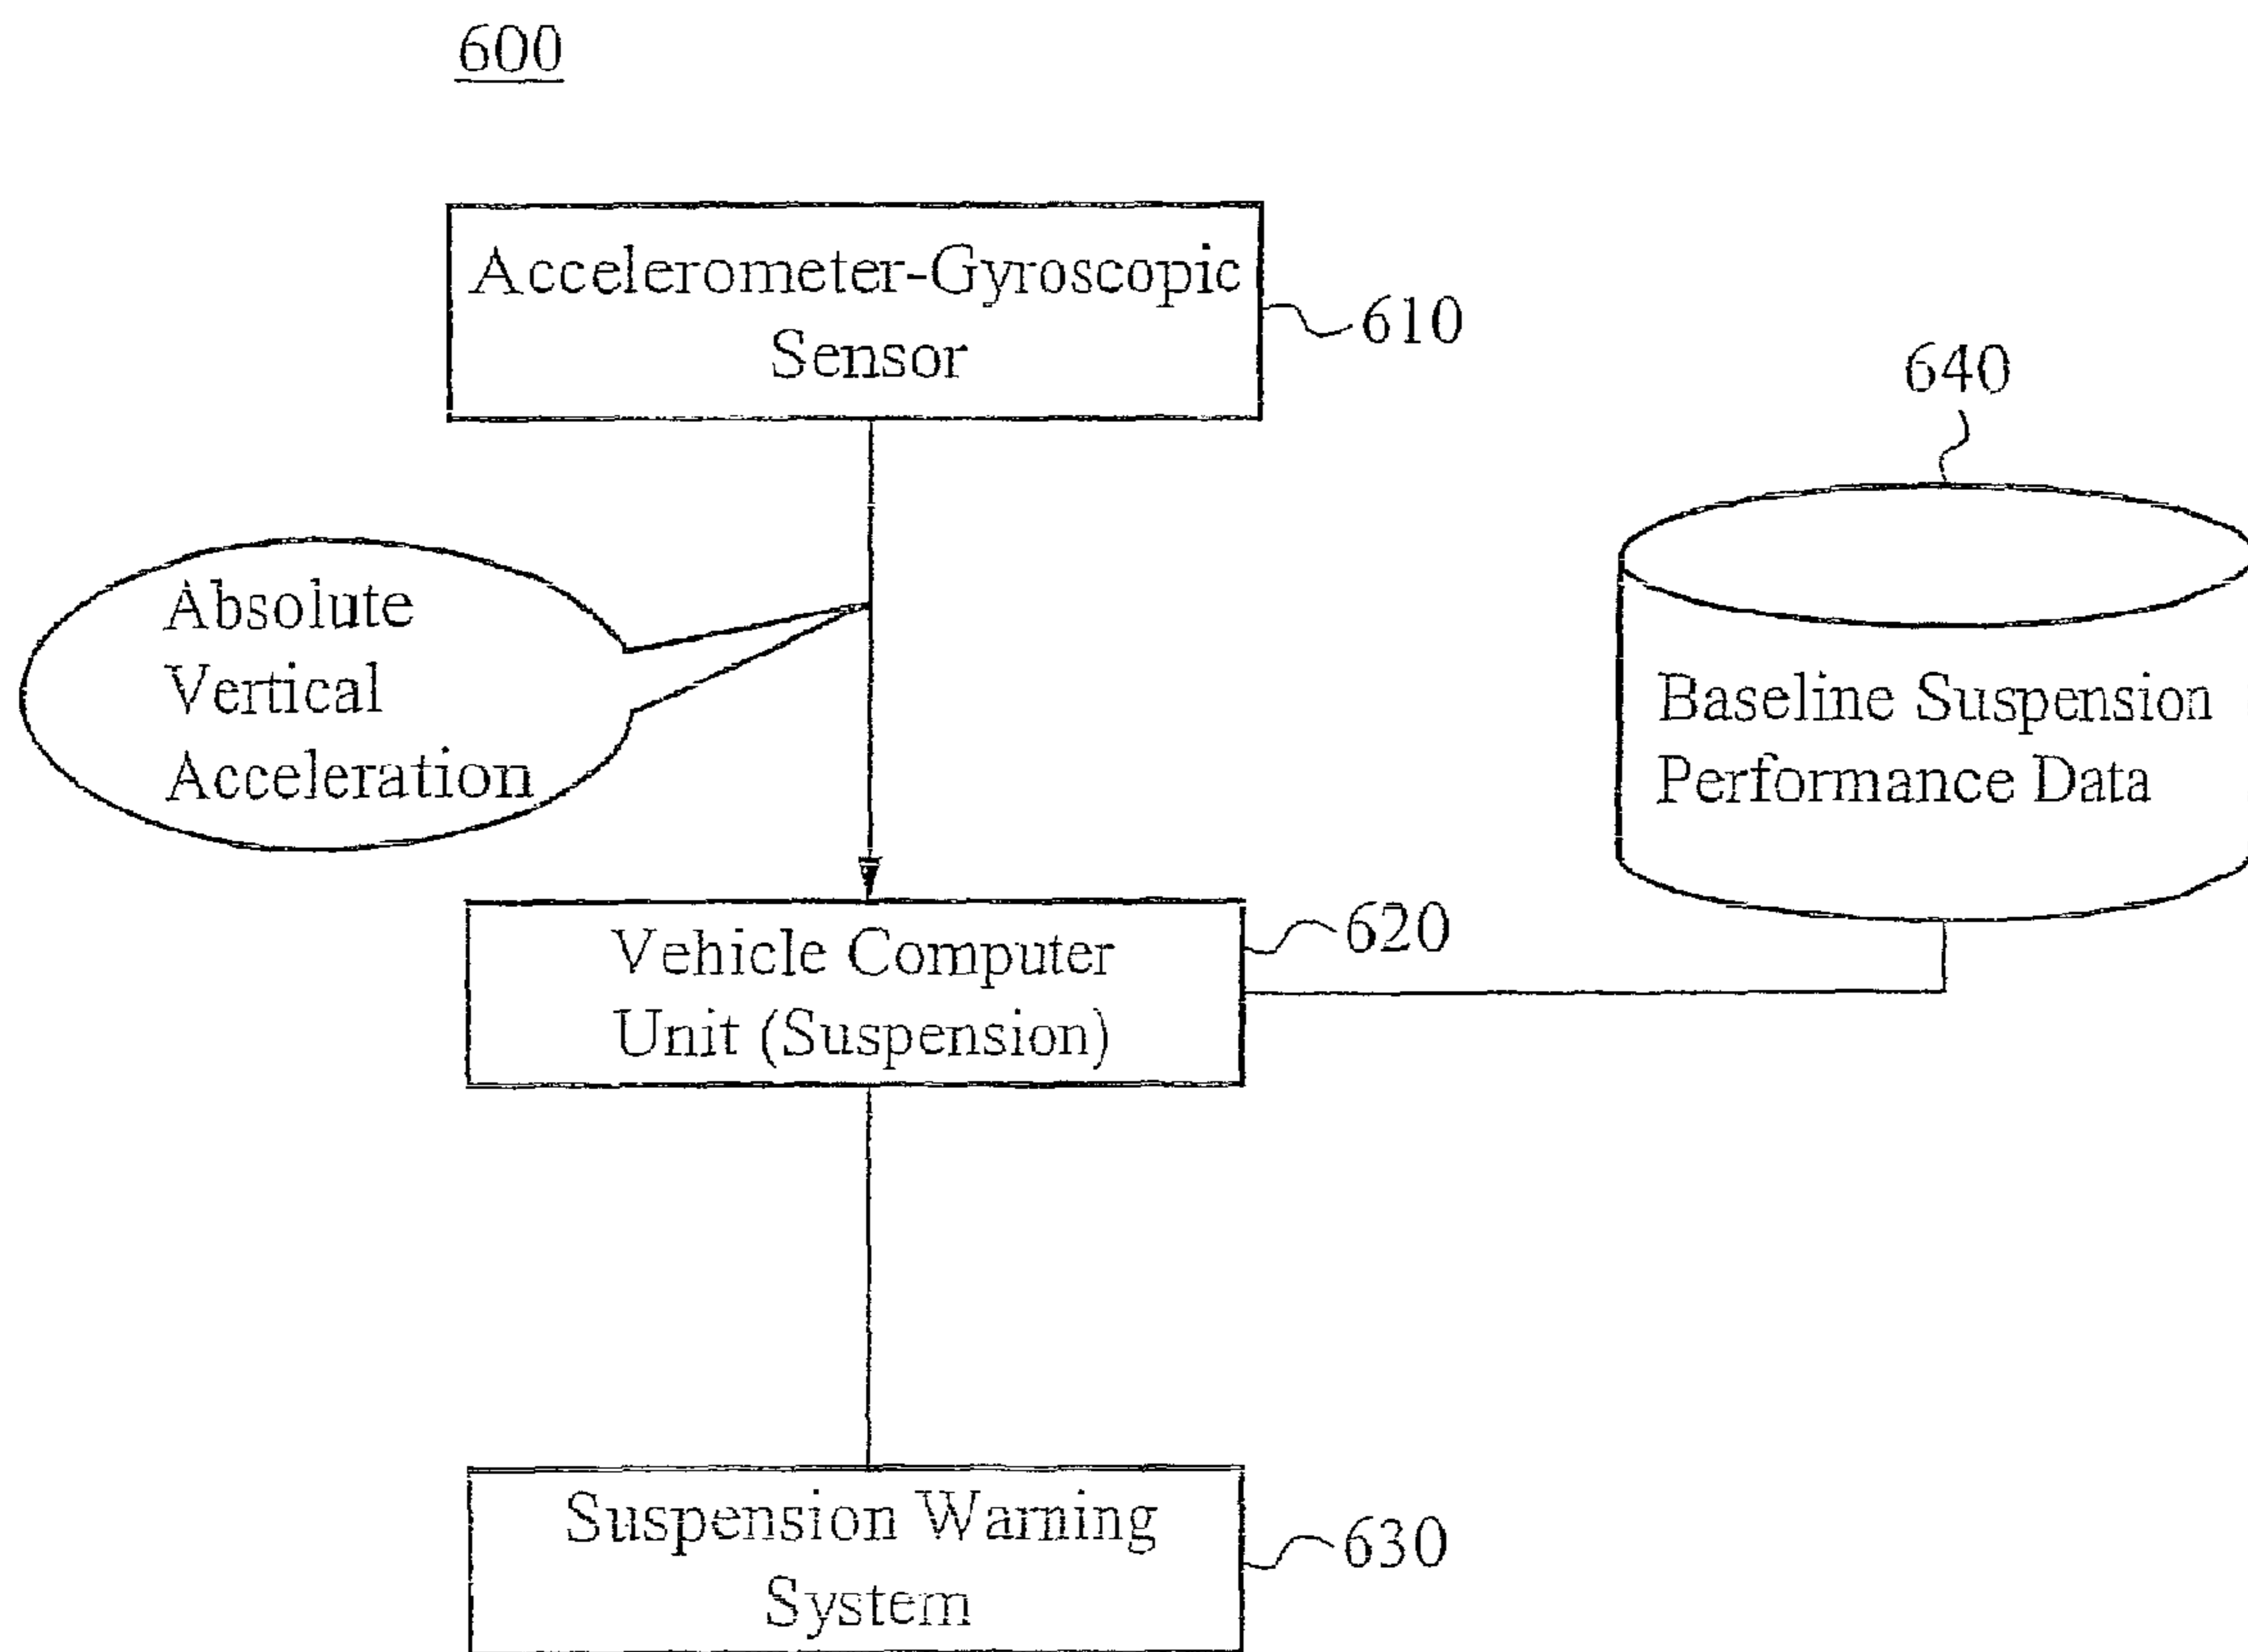 600
Accelerometer-Gyroscopic
Sensor
610
640
Absolute
Vertical
Acceleration
Baseline Suspension
Performance Data
Vehicle Computer
Unit (Suspension)
620
Suspension Warning
System
630